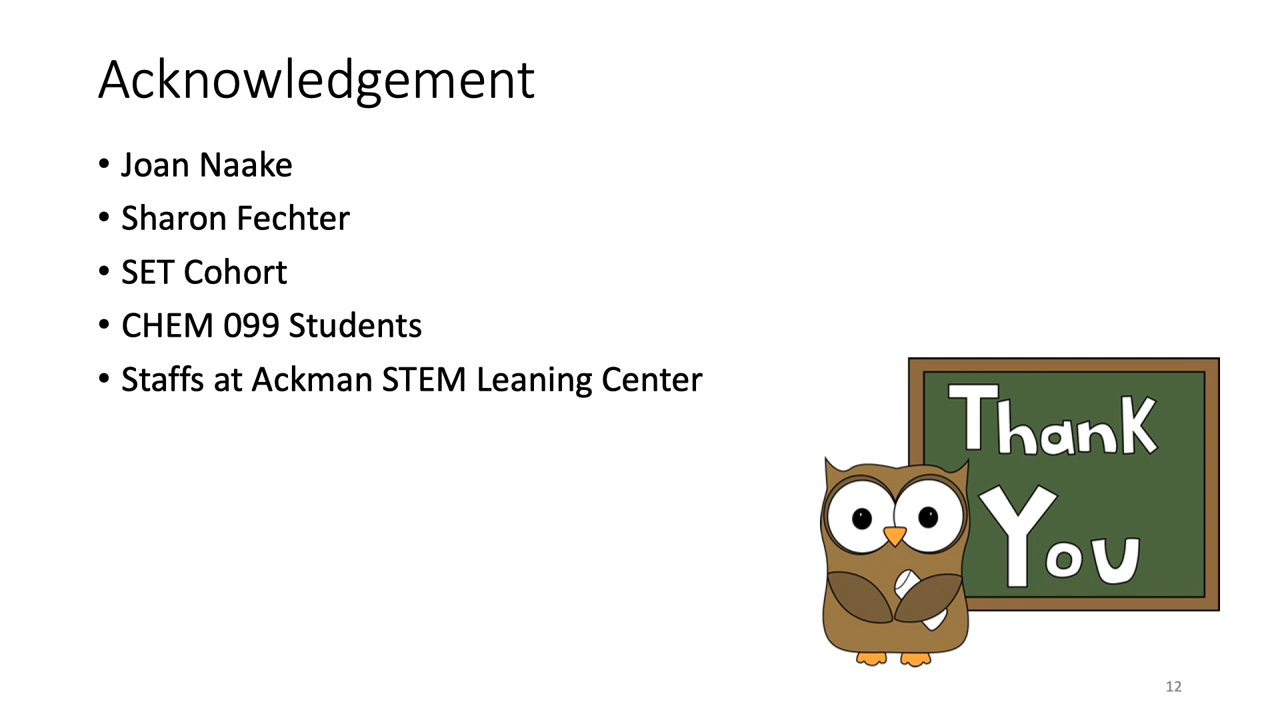 Acknowledgement
• Joan Naake
• Sharon Fechter
• SET Cohort
• CHEM 099 Students
• Staffs at Ackman STEM Leaning Center
Thank
You
12